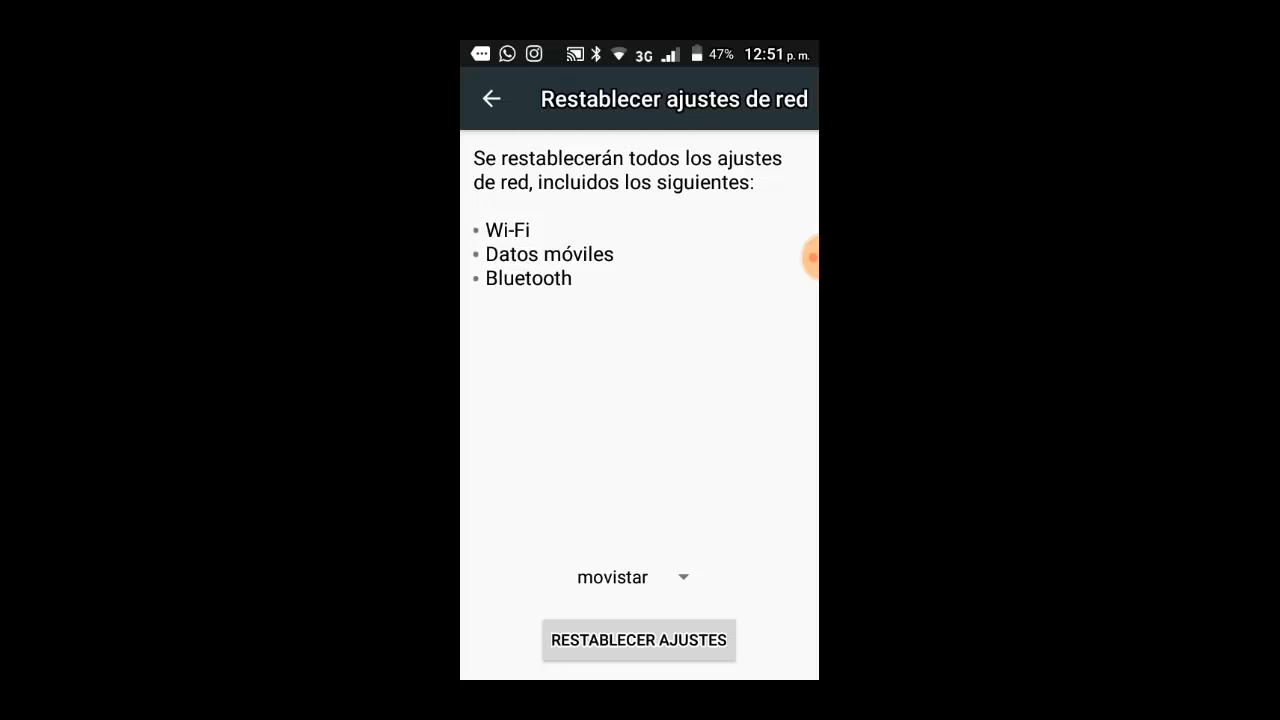 3G 47% 12:51 p. m.
Restablecer ajustes de red
Se restablecerán todos los ajustes
de red, incluidos los siguientes:
• Wi-Fi
• Datos móviles
• Bluetooth
movistar
RESTABLECER AJUSTES